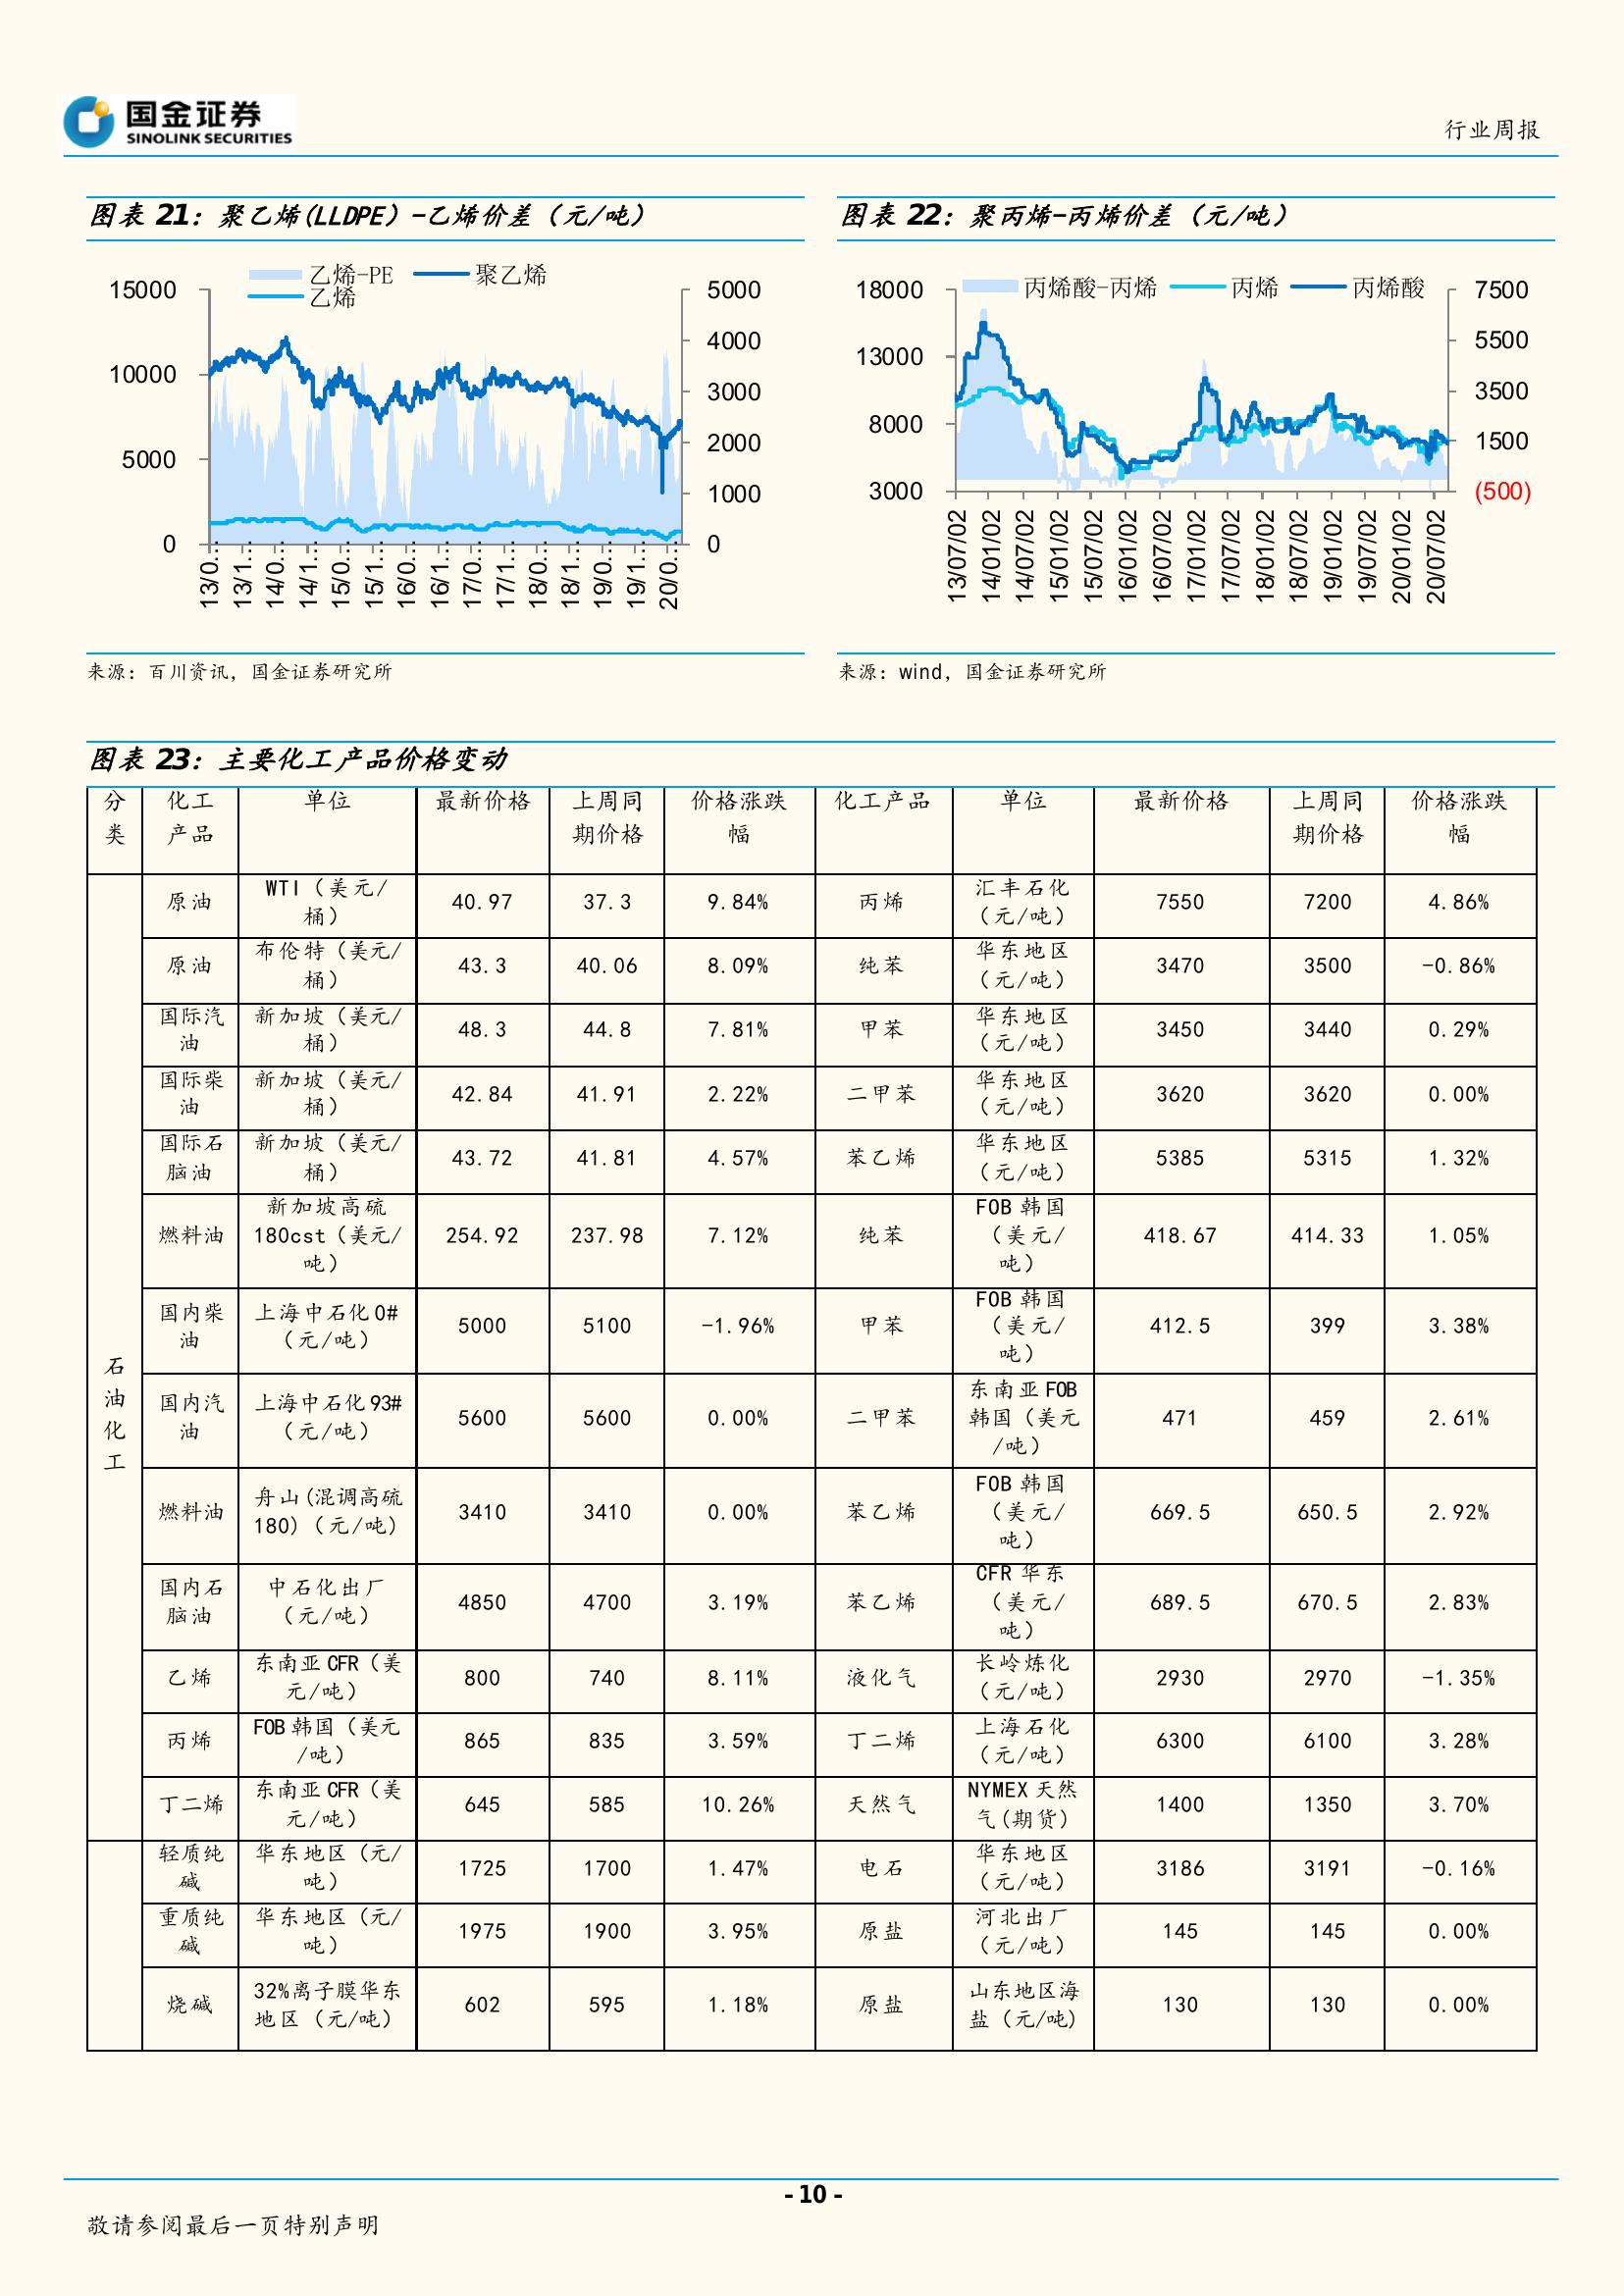 国金证券
SINOLINK SECURITIES
行业周报
图表 21：聚乙烯(LLDPE）-乙烯价差（元/吨）
乙烯-PE 聚乙烯
乙烯
15000
10000
5000
0
5000
4000
3000
2000
1000
0
13/0..
13/1..
14/0..
14/1..
15/0..
15/1..
16/0..
16/1..
17/0..
17/1..
18/0..
18/1..
19/0..
19/1..
20/0..
来源：百川资讯，国金证券研究所
图表 22：聚丙烯-丙烯价差（元/吨）
丙烯酸-丙烯 丙烯 丙烯酸
18000
13000
8000
3000
7500
5500
3500
1500
(500)
13/07/02
14/01/02
14/07/02
15/01/02
15/07/02
16/01/02
16/07/02
17/01/02
17/07/02
18/01/02
18/07/02
19/01/02
19/07/02
20/01/02
20/07/02
来源：wind，国金证券研究所
图表 23：主要化工产品价格变动
分类 化工产品 单位 最新价格 上周同期价格 价格涨跌幅 化工产品 单位 最新价格 上周同期价格 价格涨跌幅
石油化工
原油 WTI（美元/桶） 40.97 37.3 9.84% 丙烯 汇丰石化（元/吨） 7550 7200 4.86%
原油 布伦特（美元/桶） 43.3 40.06 8.09% 纯苯 华东地区（元/吨） 3470 3500 -0.86%
国际汽油 新加坡（美元/桶） 48.3 44.8 7.81% 甲苯 华东地区（元/吨） 3450 3440 0.29%
国际柴油 新加坡（美元/桶） 42.84 41.91 2.22% 二甲苯 华东地区（元/吨） 3620 3620 0.00%
国际石脑油 新加坡（美元/桶） 43.72 41.81 4.57% 苯乙烯 华东地区（元/吨） 5385 5315 1.32%
燃料油 新加坡高硫180cst（美元/吨） 254.92 237.98 7.12% 纯苯 FOB 韩国（美元/吨） 418.67 414.33 1.05%
国内柴油 上海中石化 0#（元/吨） 5000 5100 -1.96% 甲苯 FOB 韩国（美元/吨） 412.5 399 3.38%
国内汽油 上海中石化 93#（元/吨） 5600 5600 0.00% 二甲苯 东南亚 FOB 韩国（美元/吨） 471 459 2.61%
燃料油 舟山(混调高硫180)（元/吨） 3410 3410 0.00% 苯乙烯 FOB 韩国（美元/吨） 669.5 650.5 2.92%
国内石脑油 中石化出厂（元/吨） 4850 4700 3.19% 苯乙烯 CFR 华东（美元/吨） 689.5 670.5 2.83%
乙烯 东南亚 CFR（美元/吨） 800 740 8.11% 液化气 长岭炼化（元/吨） 2930 2970 -1.35%
丙烯 FOB 韩国（美元/吨） 865 835 3.59% 丁二烯 上海石化（元/吨） 6300 6100 3.28%
丁二烯 东南亚 CFR（美元/吨） 645 585 10.26% 天然气 NYMEX 天然气(期货) 1400 1350 3.70%
轻质纯碱 华东地区（元/吨） 1725 1700 1.47% 电石 华东地区（元/吨） 3186 3191 -0.16%
重质纯碱 华东地区（元/吨） 1975 1900 3.95% 原盐 河北出厂（元/吨） 145 145 0.00%
烧碱 32%离子膜华东地区（元/吨） 602 595 1.18% 原盐 山东地区海盐（元/吨） 130 130 0.00%
- 10 -
敬请参阅最后一页特别声明